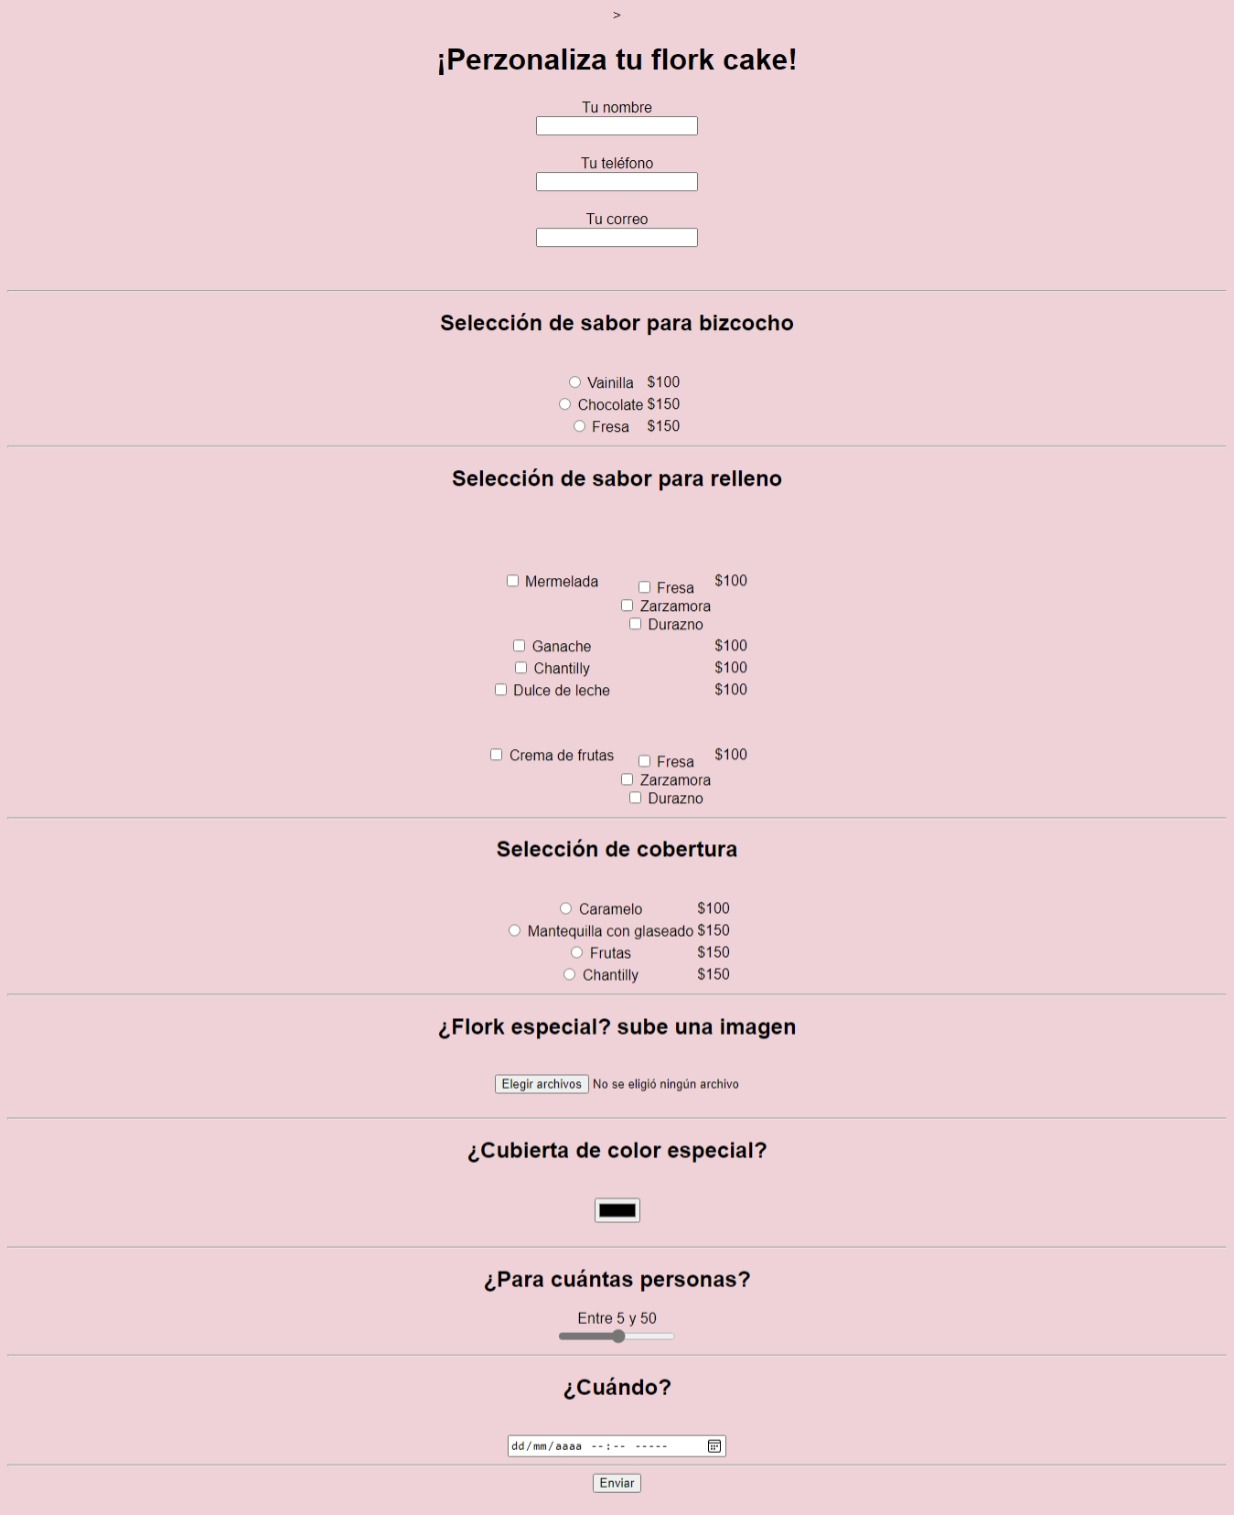 >
¡Perzonaliza tu flork cake!
Tu nombre
Tu teléfono
Tu correo
Selección de sabor para bizcocho
Vainilla $100
Chocolate $150
Fresa $150
Selección de sabor para relleno
Mermelada Fresa $100
Zarzamora
Durazno
Ganache $100
Chantilly $100
Dulce de leche $100
Crema de frutas Fresa $100
Zarzamora
Durazno
Selección de cobertura
Caramelo $100
Mantequilla con glaseado $150
Frutas $150
Chantilly $150
¿Flork especial? sube una imagen
Elegir archivos No se eligió ningún archivo
¿Cubierta de color especial?
¿Para cuántas personas?
Entre 5 y 50
¿Cuándo?
dd/mm/aaaa --:-- -----
Enviar